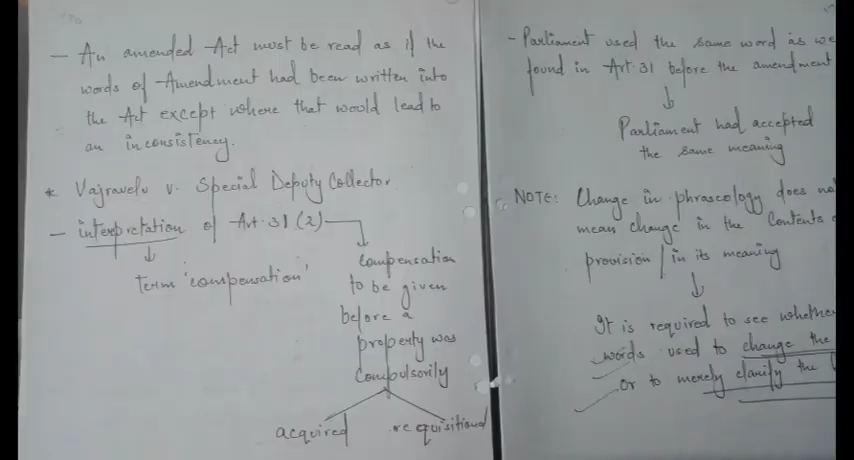 - An amended Act must be read as if the
words of Amendment had been written into
the Act except where that would lead to
an inconsistency.
* Vajravelu v. Special Deputy Collector
- interpretation of Art. 31 (2)
↓
Term 'compensation'
↓
compensation
to be given
before a
property was
compulsorily
acquired requisitioned
- Parliament used the same word as we
found in Art. 31 before the amendment
↓
Parliament had accepted
the same meaning
NOTE: Change in phraseology does
mean change in the Contents
provision / in its meaning
↓
It is required to see whether
words used to change the
or to merely clarify the